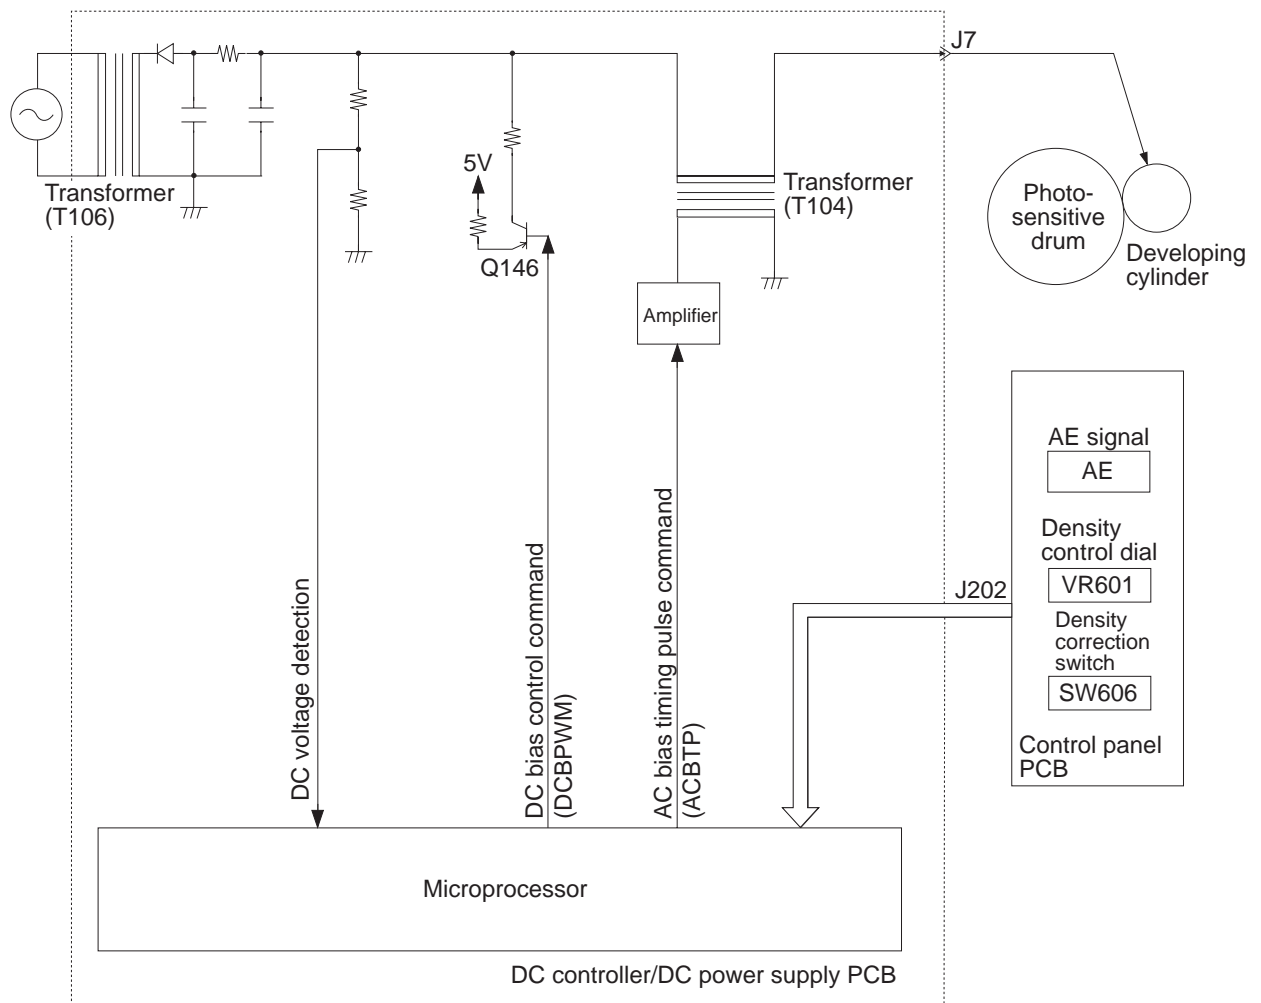 J7
5V
Transformer
(T106)
Transformer
(T104)
Photo-
sensitive
drum
Developing
cylinder
Q146
Amplifier
AE signal
AE
Density
control dial
VR601
Density
correction
switch
SW606
Control panel
PCB
J202
DC voltage detection
DC bias control command
(DCBPWM)
AC bias timing pulse command
(ACBTP)
Microprocessor
DC controller/DC power supply PCB